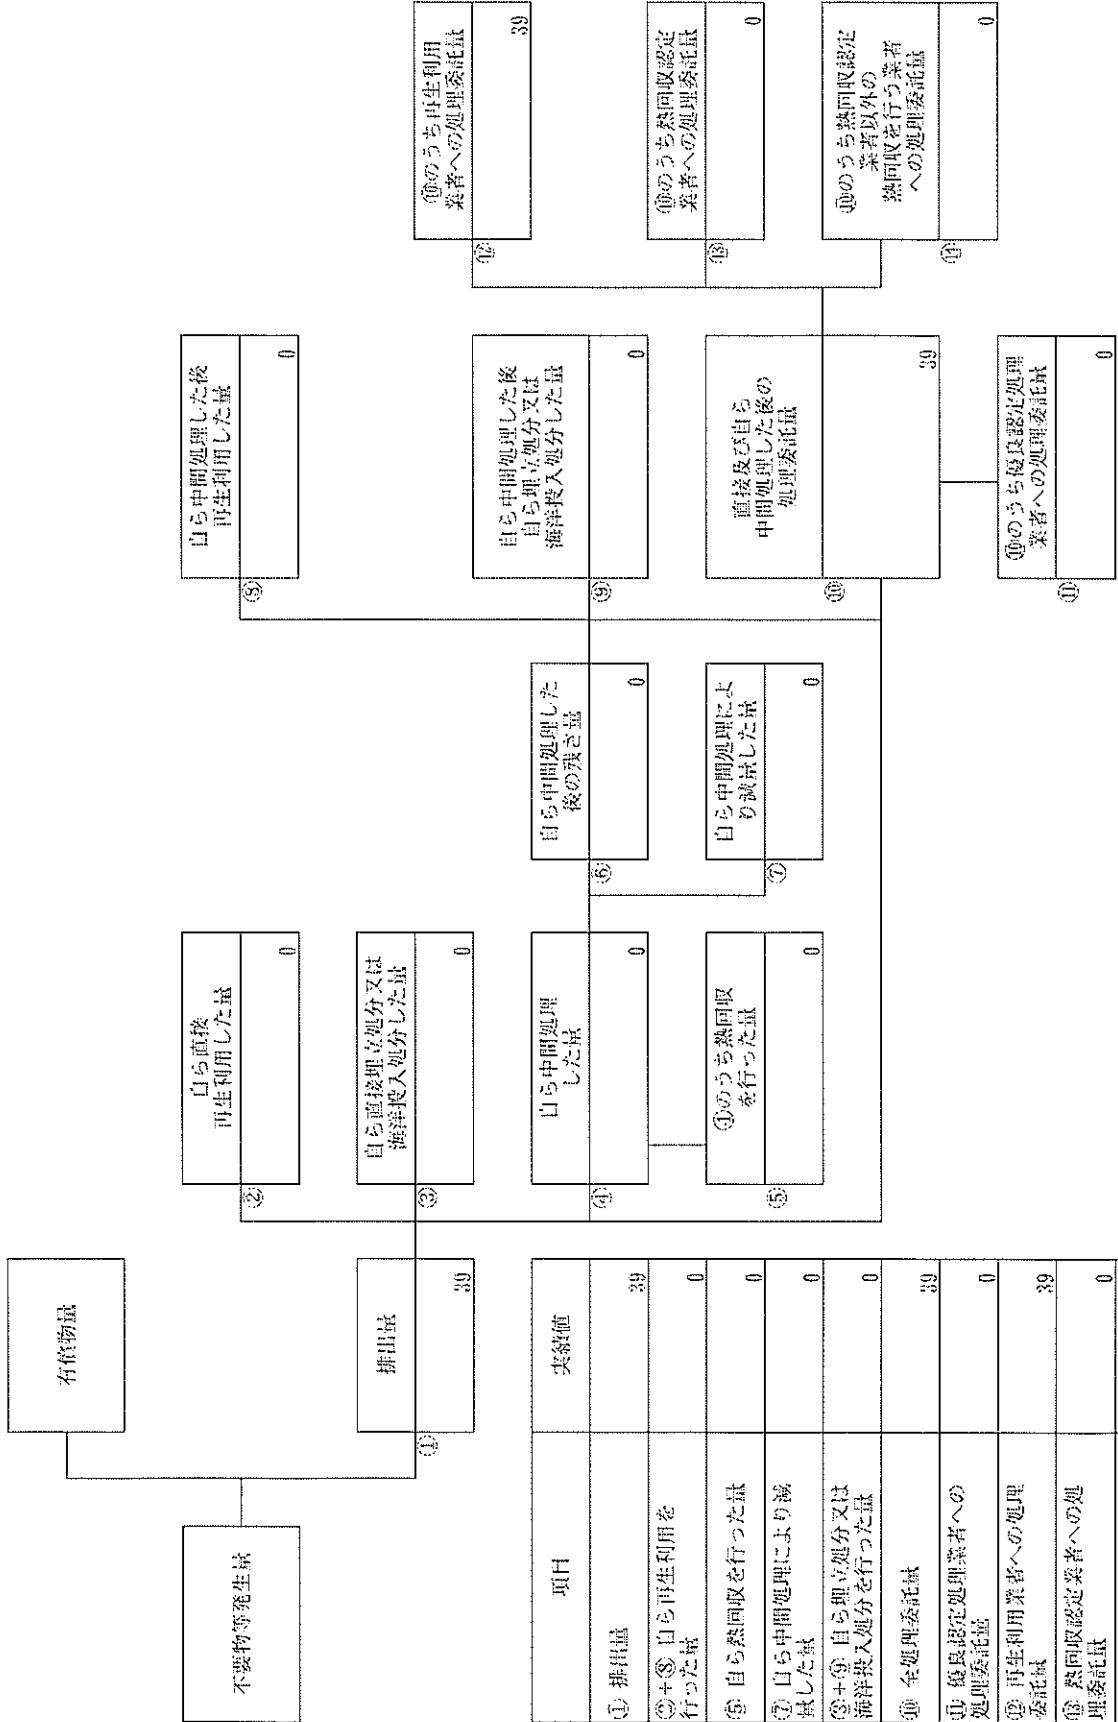 有償物量
不要物等発生量
排出量
①
39
自ら直接
再生利用した量
②
0
自ら直接埋立処分又は
海洋投入処分した量
③
0
自ら中間処理
した量
④
0
④のうち熱回収
を行った量
⑤
0
自ら中間処理した
後の残さ量
⑥
0
自ら中間処理によ
り減量した量
⑦
0
自ら中間処理した後
再生利用した量
⑧
0
自ら中間処理した後
自ら埋立処分又は
海洋投入処分した量
⑨
0
直接及び自ら
中間処理した後の
処理委託量
⑩
39
⑩のうち優良認定処理
業者への処理委託量
⑪
0
⑩のうち再生利用
業者への処理委託量
⑫
39
⑩のうち熱回収認定
業者への処理委託量
⑬
0
⑩のうち熱回収認定
業者以外の
熱回収を行う業者
への処理委託量
⑭
0
項目 実績値
① 排出量 39
②+⑧ 自ら再生利用を
行った量 0
⑤ 自ら熱回収を行った量 0
⑦ 自ら中間処理により減
量した量 0
③+⑨ 自ら埋立処分又は
海洋投入処分を行った量 0
⑩ 全処理委託量 39
⑪ 優良認定処理業者への
処理委託量 0
⑫ 再生利用業者への処理
委託量 39
⑬ 熱回収認定業者への処
理委託量 0